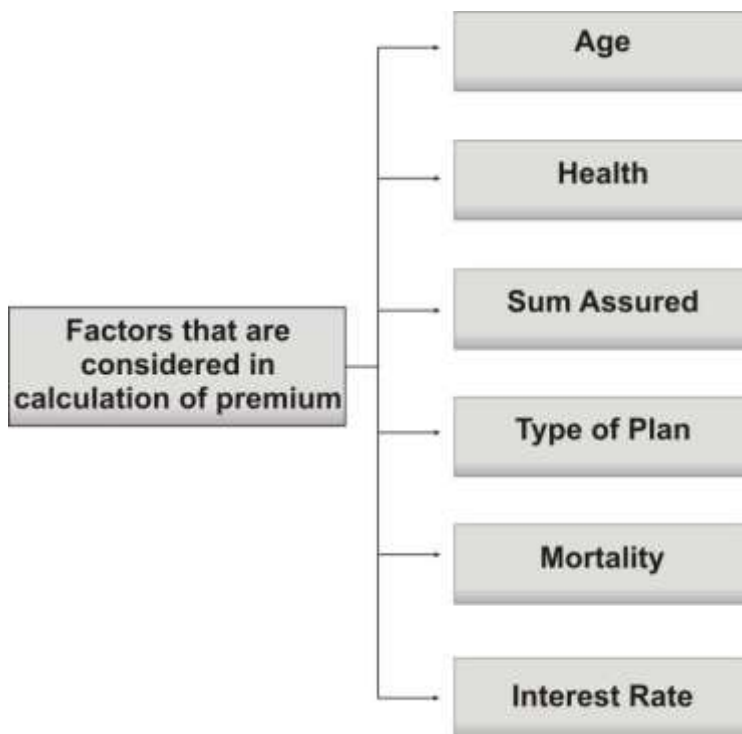 Age
Health
Sum Assured
Factors that are
considered in
calculation of premium
Type of Plan
Mortality
Interest Rate